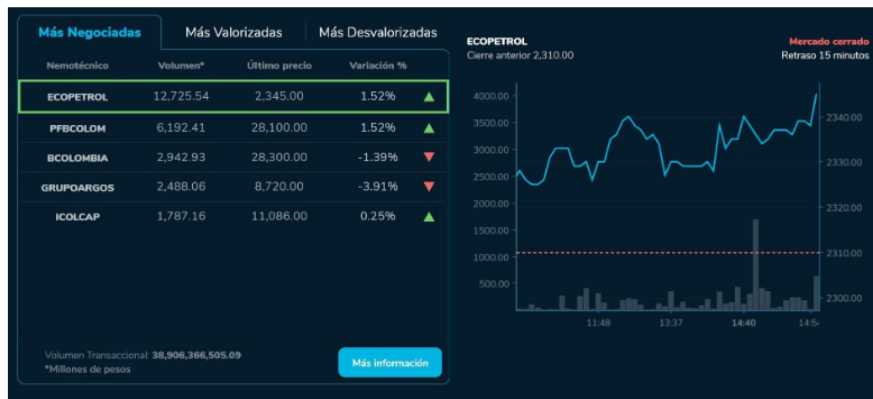 Más Negociadas Más Valorizadas Más Desvalorizadas
Nemotécnico Volumen* Último precio Variación %
ECOPETROL 12,725.54 2,345.00 1.52%
PFBCOLOM 6,192.41 28,100.00 1.52%
BCOLOMBIA 2,942.93 28,300.00 -1.39%
GRUPOARGOS 2,488.06 8,720.00 -3.91%
ICOLCAP 1,787.16 11,086.00 0.25%
Volumen Transaccional: 38,906,366,505.09
*Millones de pesos
Más información
ECOPETROL Mercado cerrado
Cierre anterior 2,310.00 Retraso 15 minutos
4000.00
3500.00 2340.00
3000.00
2500.00 2330.00
2000.00 2320.00
1500.00
1000.00 2310.00
500.00 2300.00
11:48 13:37 14:40